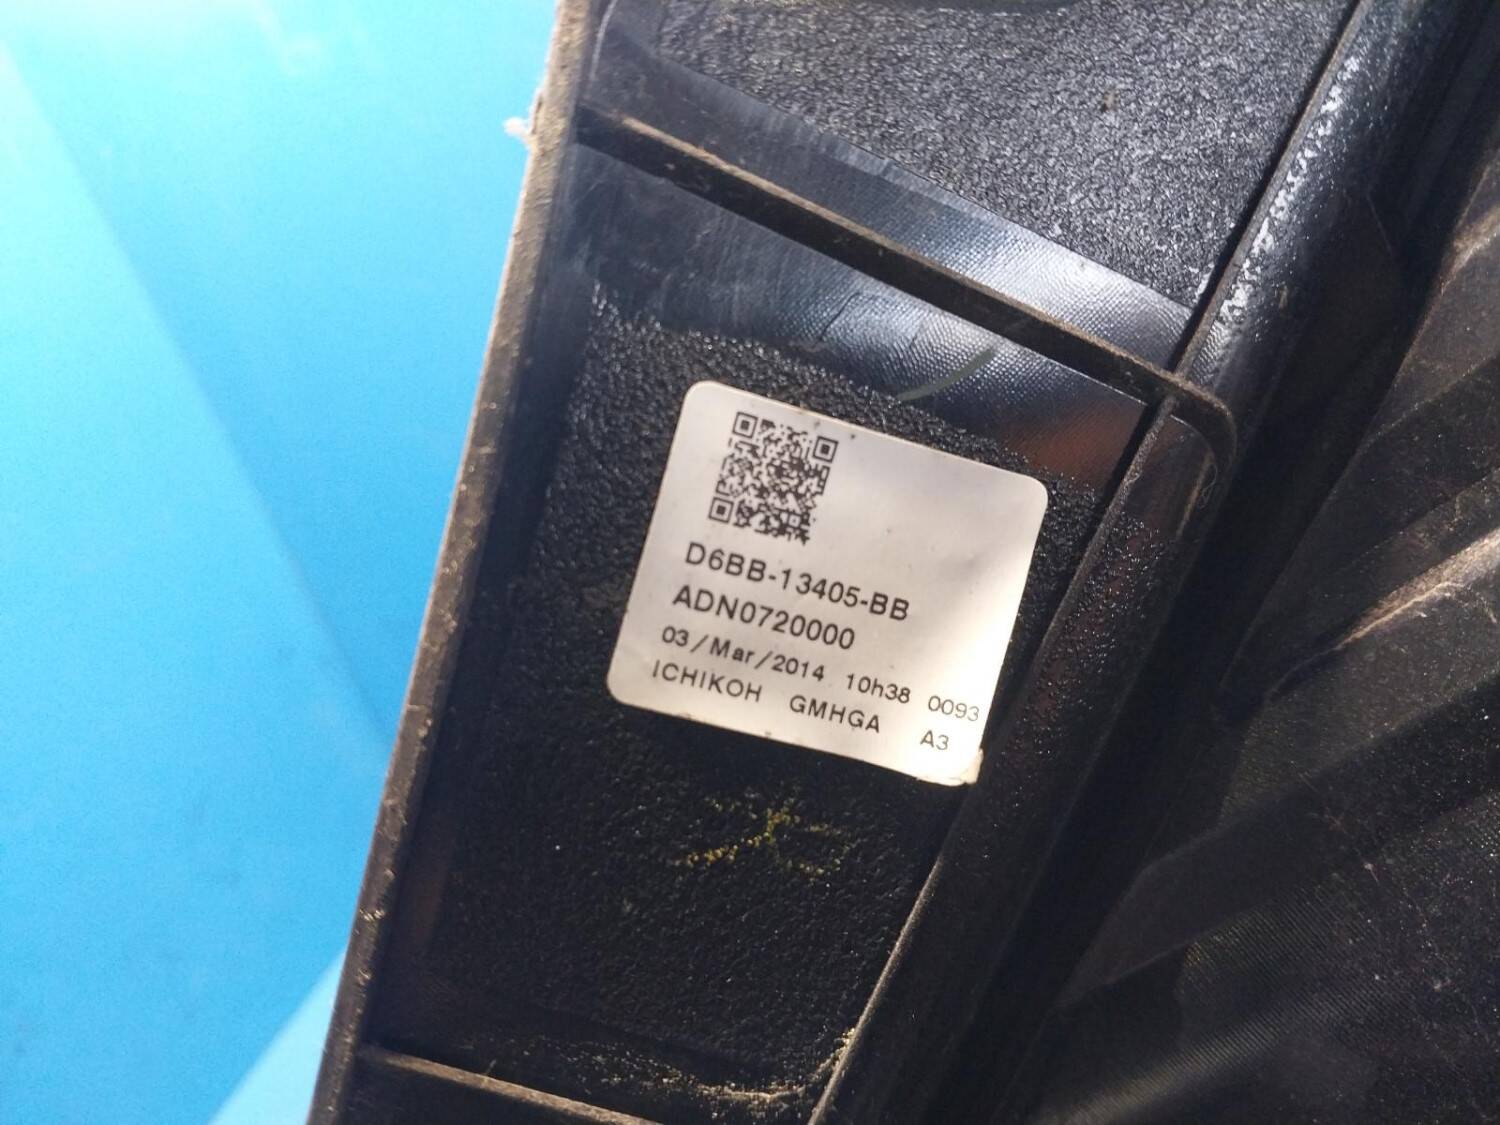 D6BB-13405-BB
ADN0720000
03/Mar/2014 10h38 0093
ICHIKOH GMHGA A3